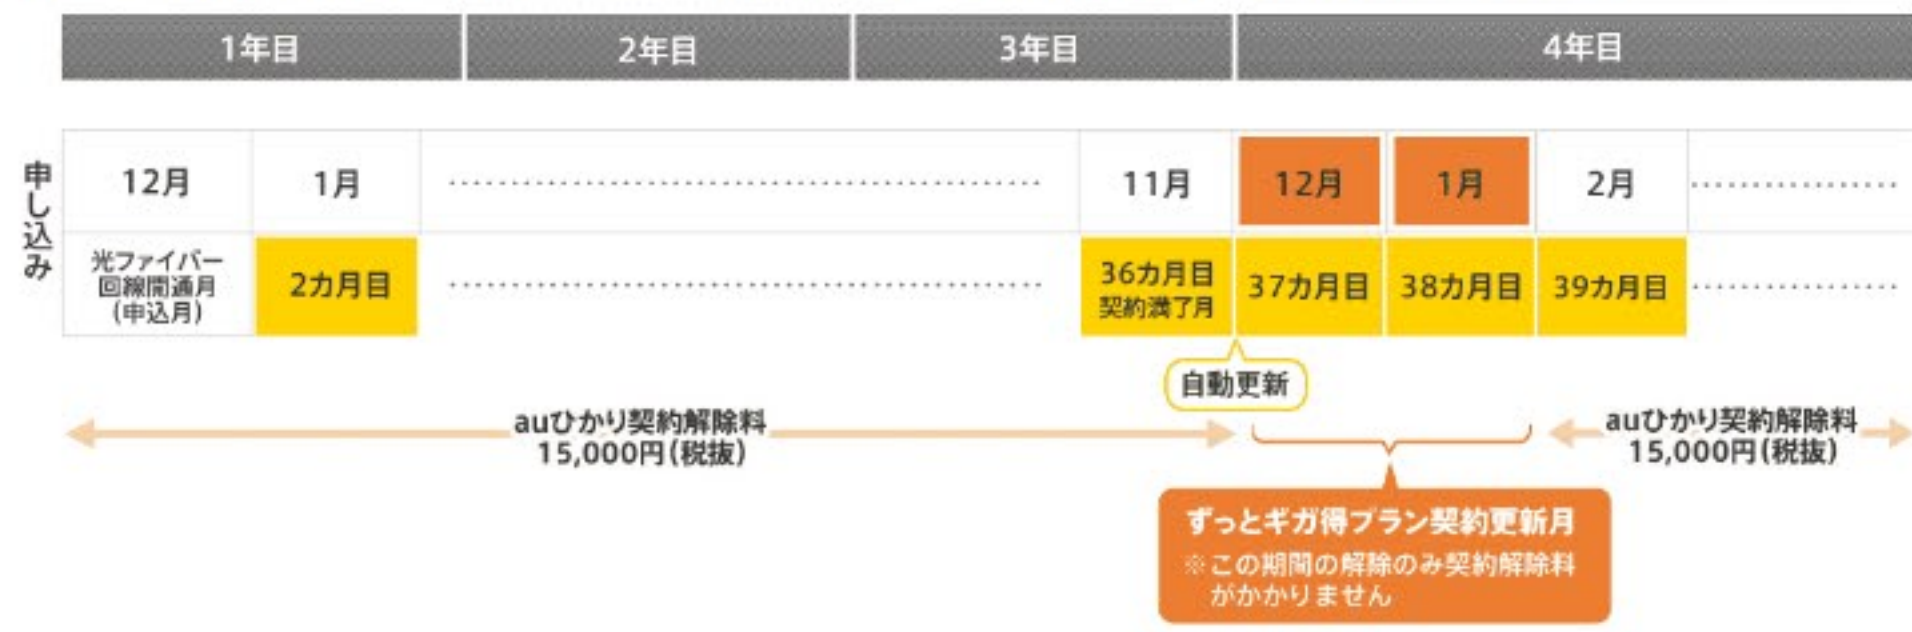 1年目
2年目
3年目
4年目
申し込み
12月
1月
11月
12月
1月
2月
光ファイバー
回線開通月
(申込月)
2カ月目
36カ月目
契約満了月
37カ月目
38カ月目
39カ月目
自動更新
auひかり契約解除料
15,000円(税抜)
auひかり契約解除料
15,000円(税抜)
ずっとギガ得プラン契約更新月
※この期間の解除のみ契約解除料
がかかりません